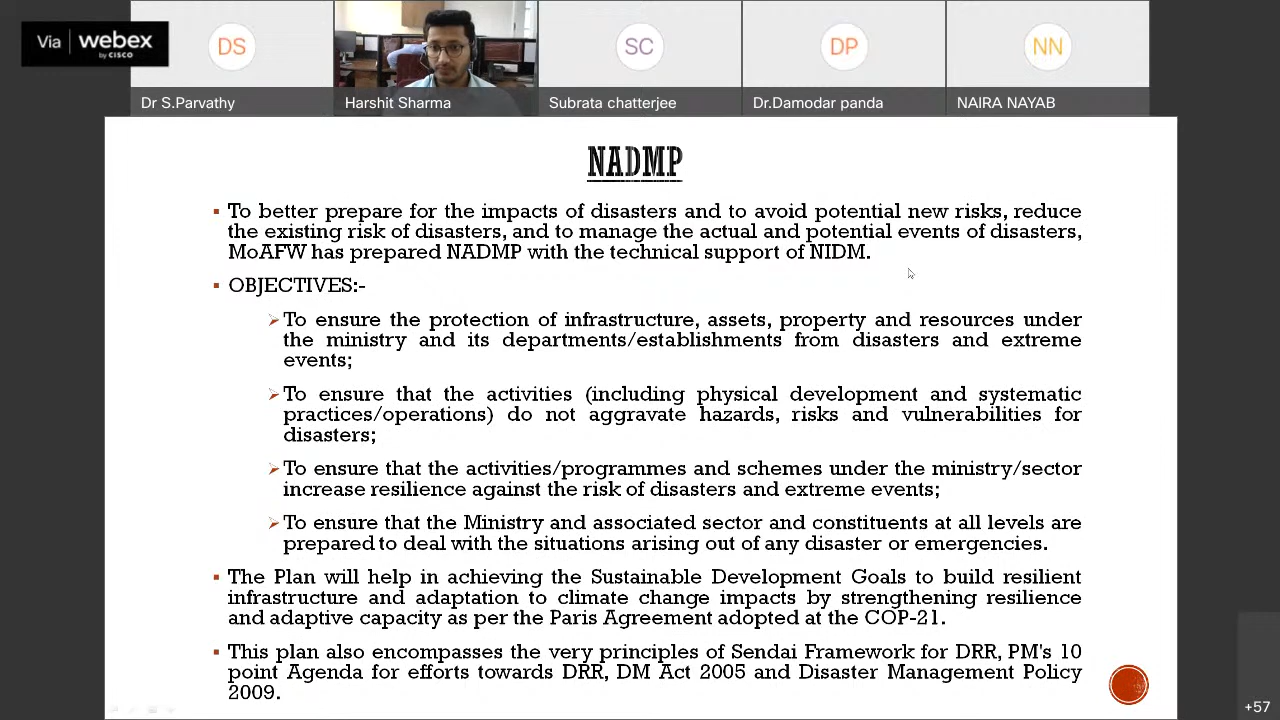 Via webex
by CISCO
DS
SC
DP
NN
Dr S.Parvathy
Harshit Sharma
Subrata chatterjee
Dr.Damodar panda
NAIRA NAYAB
NADMP
To better prepare for the impacts of disasters and to avoid potential new risks, reduce
the existing risk of disasters, and to manage the actual and potential events of disasters,
MoAFW has prepared NADMP with the technical support of NIDM.
OBJECTIVES:-
To ensure the protection of infrastructure, assets, property and resources under
the ministry and its departments/establishments from disasters and extreme
events;
To ensure that the activities (including physical development and systematic
practices/operations) do not aggravate hazards, risks and vulnerabilities for
disasters;
To ensure that the activities/programmes and schemes under the ministry/sector
increase resilience against the risk of disasters and extreme events;
To ensure that the Ministry and associated sector and constituents at all levels are
prepared to deal with the situations arising out of any disaster or emergencies.
The Plan will help in achieving the Sustainable Development Goals to build resilient
infrastructure and adaptation to climate change impacts by strengthening resilience
and adaptive capacity as per the Paris Agreement adopted at the COP-21.
This plan also encompasses the very principles of Sendai Framework for DRR, PM's 10
point Agenda for efforts towards DRR, DM Act 2005 and Disaster Management Policy
2009.
+57